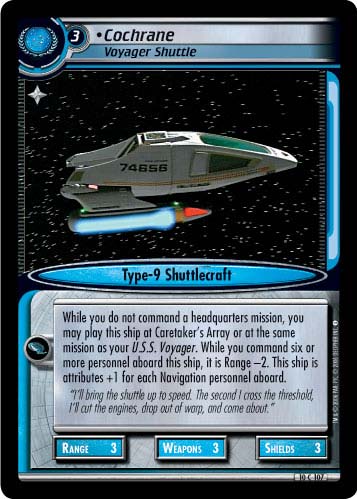 3
•Cochrane
Voyager Shuttle
74656
Type-9 Shuttlecraft
While you do not command a headquarters mission, you
may play this ship at Caretaker's Array or at the same
mission as your U.S.S. Voyager. While you command six or
more personnel aboard this ship, it is Range –2. This ship is
attributes +1 for each Navigation personnel aboard.
"I'll bring the shuttle up to speed. The second I cross the threshold,
I'll cut the engines, drop out of warp, and come about."
RANGE 3
WEAPONS 3
SHIELDS 3
10 C 107